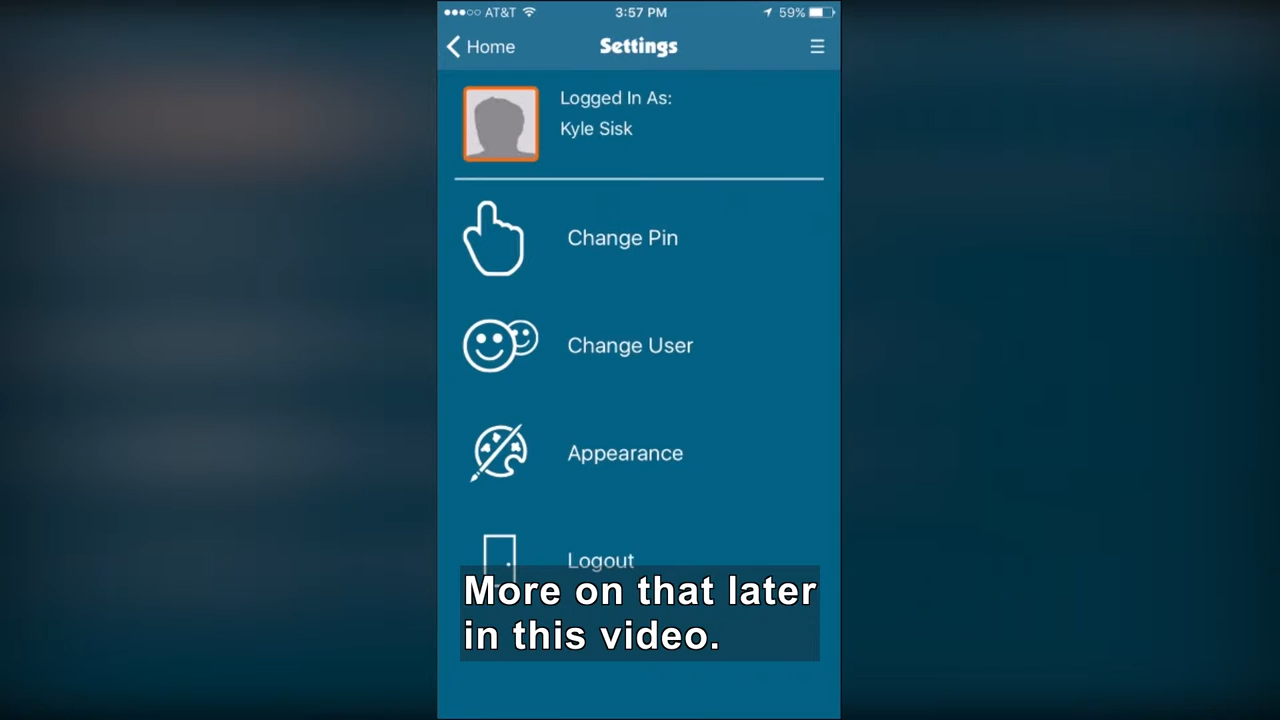 AT&T 3:57 PM 59%
Home Settings
Logged In As:
Kyle Sisk
Change Pin
Change User
Appearance
Logout
More on that later
in this video.